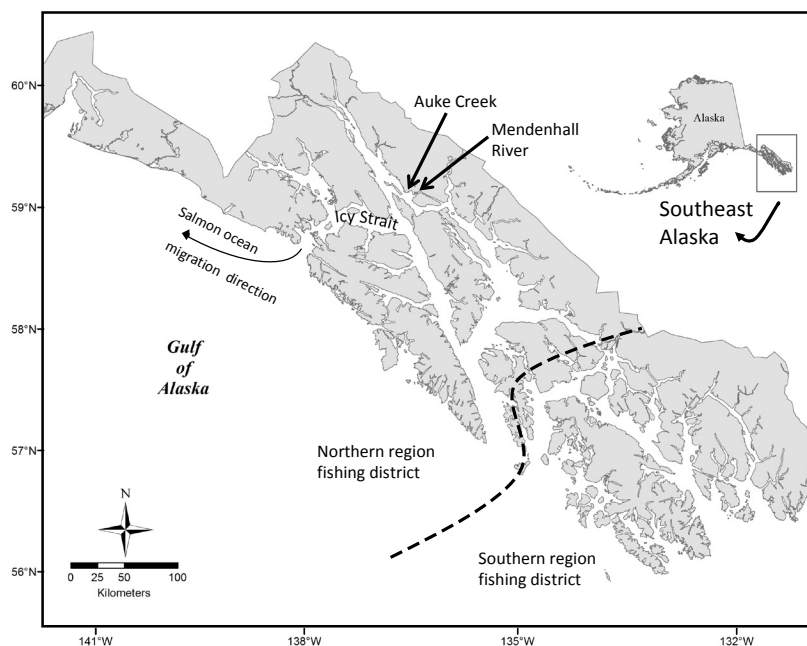 60°N
59°N
58°N
57°N
56°N
141°W
138°W
135°W
132°W
Auke Creek
Mendenhall
River
Alaska
Southeast
Alaska
Icy Strait
Salmon ocean
migration direction
Gulf
of
Alaska
Northern region
fishing district
Southern region
fishing district
N
0 25 50 100
Kilometers